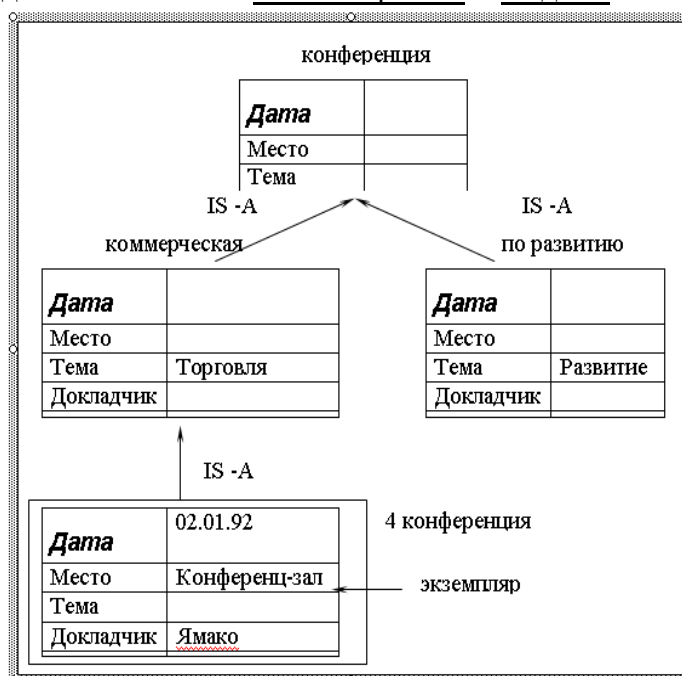 конференция
Дата
Место
Тема
IS -A IS -A
коммерческая по развитию
Дата
Место
Тема Торговля
Докладчик
Дата
Место
Тема Развитие
Докладчик
IS -A
4 конференция
Дата 02.01.92
Место Конференц-зал
Тема
Докладчик Ямако
экземпляр